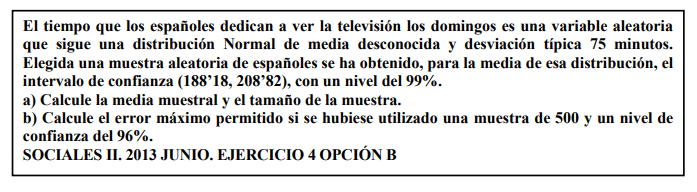 El tiempo que los españoles dedican a ver la televisión los domingos es una variable aleatoria
que sigue una distribución Normal de media desconocida y desviación típica 75 minutos.
Elegida una muestra aleatoria de españoles se ha obtenido, para la media de esa distribución, el
intervalo de confianza (188’18, 208’82), con un nivel del 99%.
a) Calcule la media muestral y el tamaño de la muestra.
b) Calcule el error máximo permitido si se hubiese utilizado una muestra de 500 y un nivel de
confianza del 96%.
SOCIALES II. 2013 JUNIO. EJERCICIO 4 OPCIÓN B